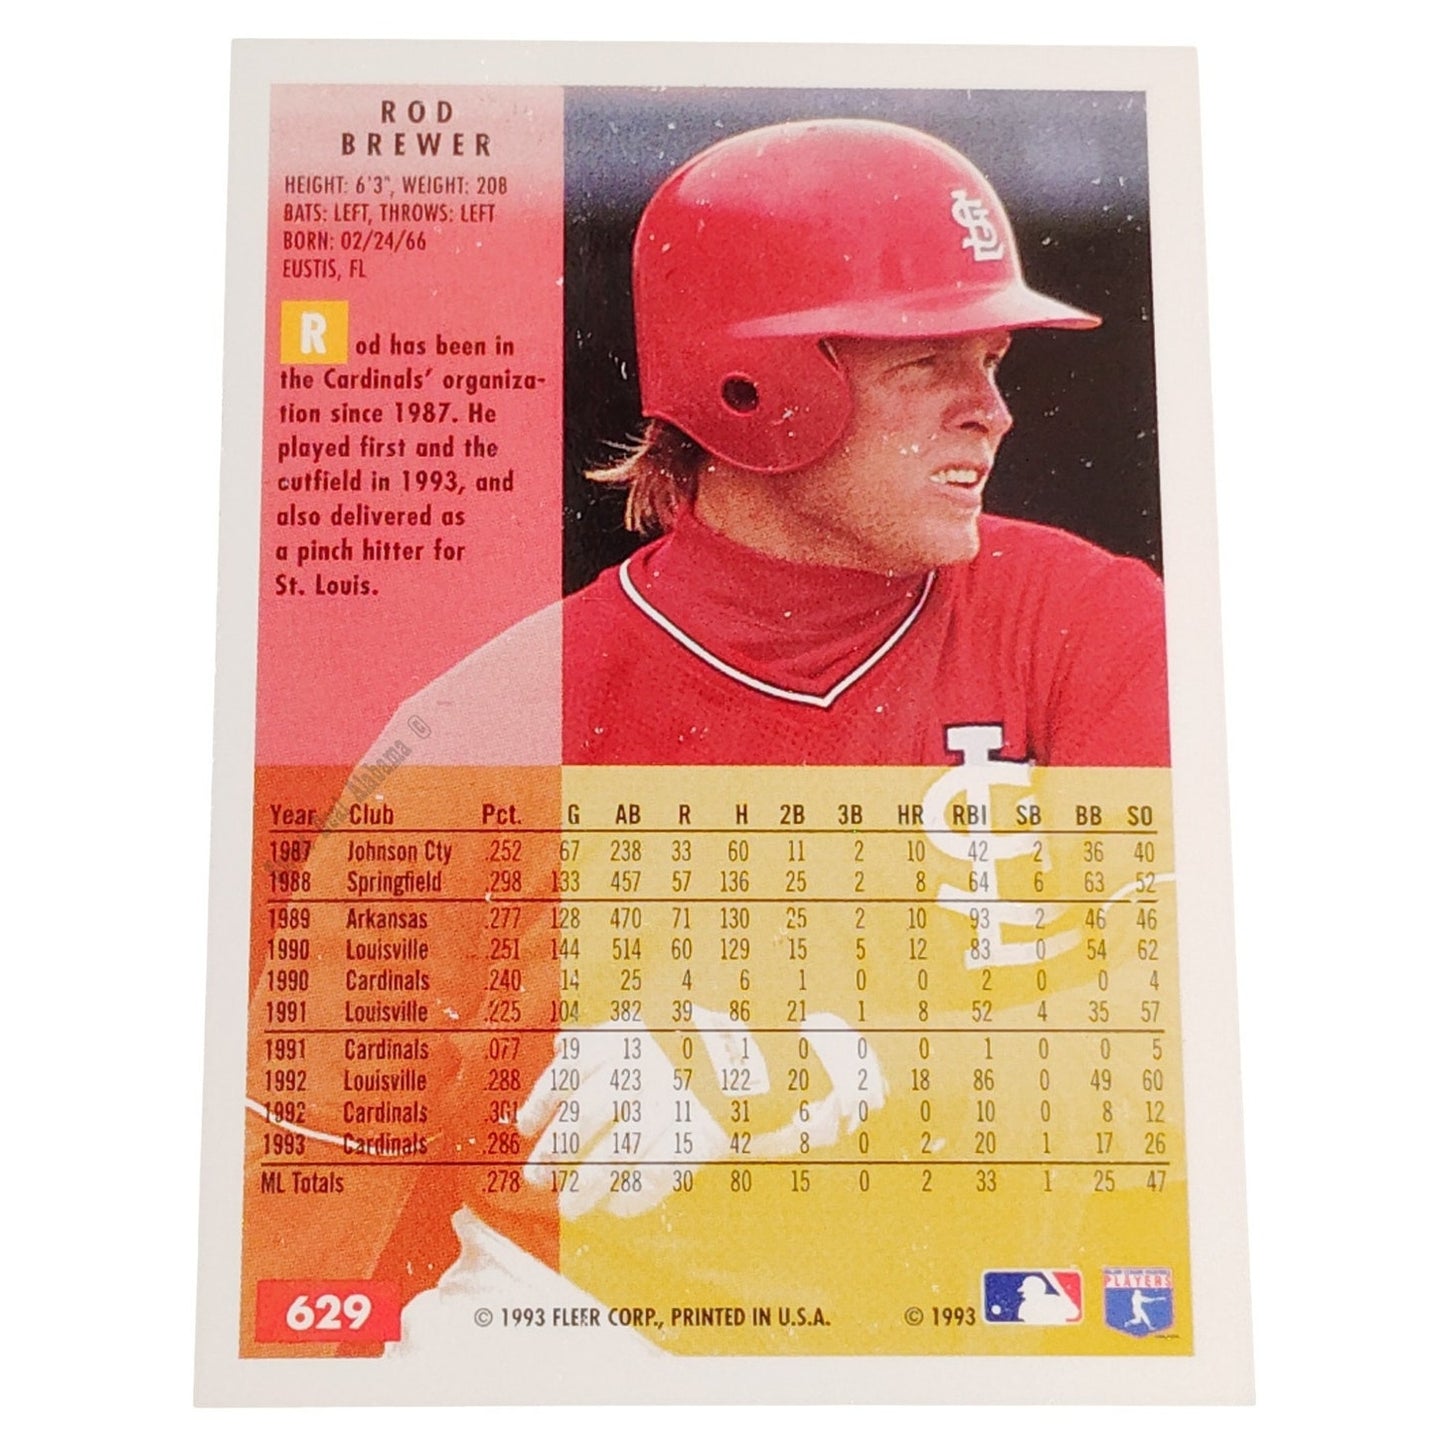 ROD
BREWER
HEIGHT: 6'3", WEIGHT: 208
BATS: LEFT, THROWS: LEFT
BORN: 02/24/66
EUSTIS, FL
Rod has been in
the Cardinals' organiza-
tion since 1987. He
played first and the
outfield in 1993, and
also delivered as
a pinch hitter for
St. Louis.
STL
STL
Alabama ©
Year Club Pct. G AB R H 2B 3B HR RBI SB BB SO
1987 Johnson Cty .252 67 238 33 60 11 2 10 42 2 36 40
1988 Springfield .298 133 457 57 136 25 2 8 64 6 63 52
1989 Arkansas .277 128 470 71 130 25 2 10 93 2 46 46
1990 Louisville .251 144 514 60 129 15 5 12 83 0 54 62
1990 Cardinals .240 14 25 4 6 1 0 0 2 0 0 4
1991 Louisville .225 104 382 39 86 21 1 8 52 4 35 57
1991 Cardinals .077 19 13 0 1 0 0 0 1 0 0 5
1992 Louisville .288 120 423 57 122 20 2 18 86 0 49 60
1992 Cardinals .301 29 103 11 31 6 0 0 10 0 8 12
1993 Cardinals .286 110 147 15 42 8 0 2 20 1 17 26
ML Totals .278 172 288 30 80 15 0 2 33 1 25 47
629
© 1993 FLEER CORP., PRINTED IN U.S.A.
© 1993
MAJOR LEAGUE BASEBALL
PLAYERS